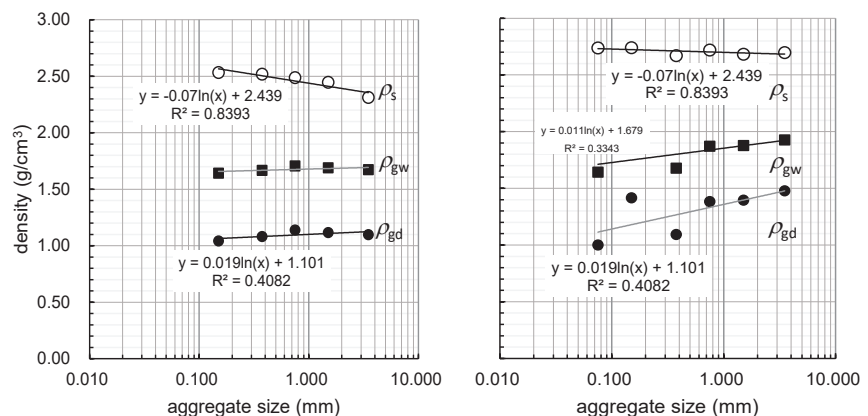 3.00
2.50
2.00
1.50
1.00
0.50
0.00
density (g/cm³)
y = -0.07ln(x) + 2.439
R² = 0.8393
ρs
ρgw
ρgd
y = 0.019ln(x) + 1.101
R² = 0.4082
0.010 0.100 1.000 10.000
aggregate size (mm)
y = -0.07ln(x) + 2.439
R² = 0.8393
ρs
y = 0.011ln(x) + 1.679
R² = 0.3343
ρgw
ρgd
y = 0.019ln(x) + 1.101
R² = 0.4082
0.010 0.100 1.000 10.000
aggregate size (mm)